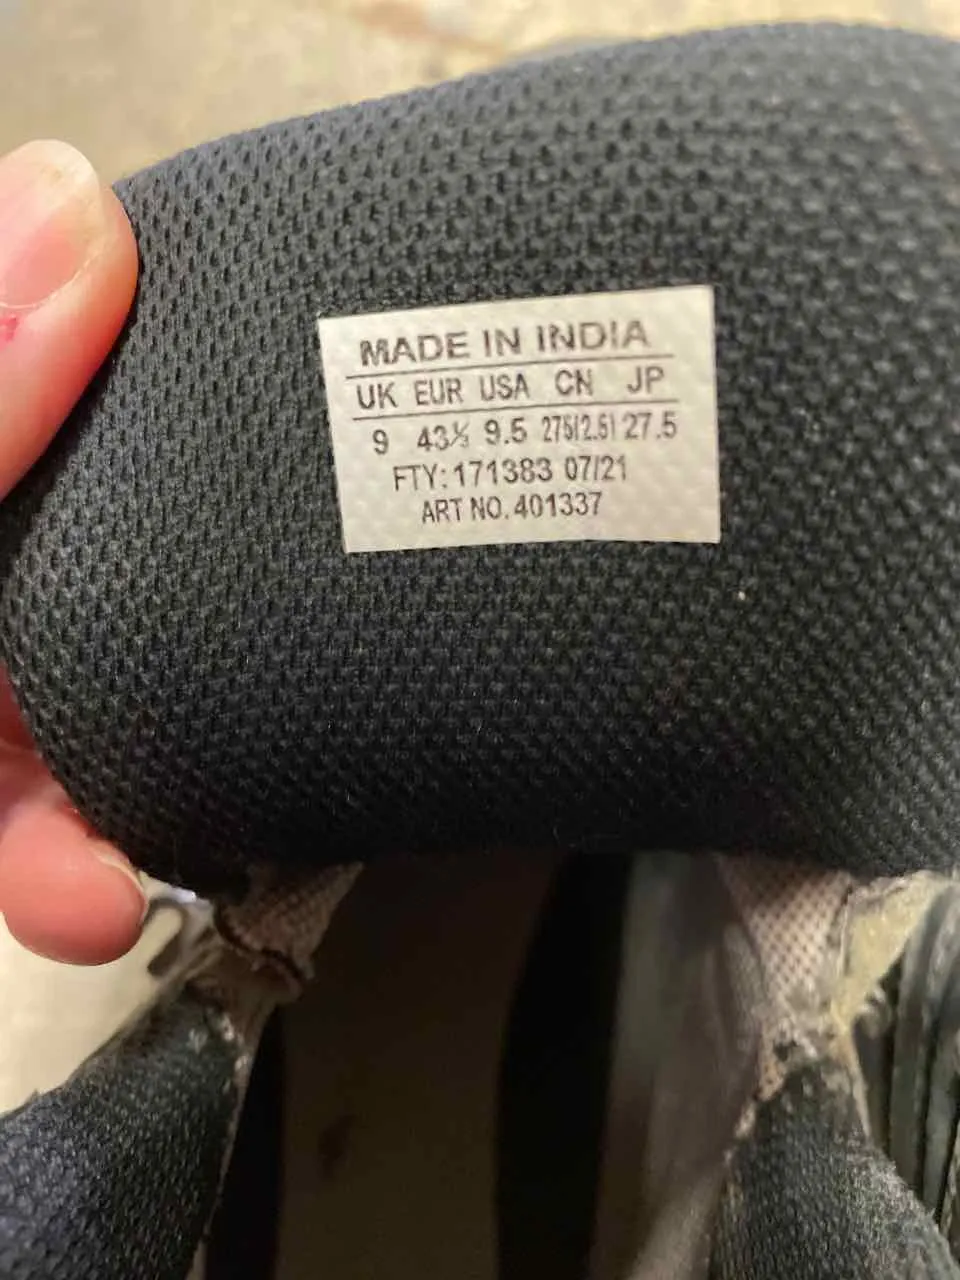 MADE IN INDIA
UK EUR USA CN JP
9 43⅓ 9.5 275(2.5) 27.5
FTY: 171383 07/21
ART NO. 401337